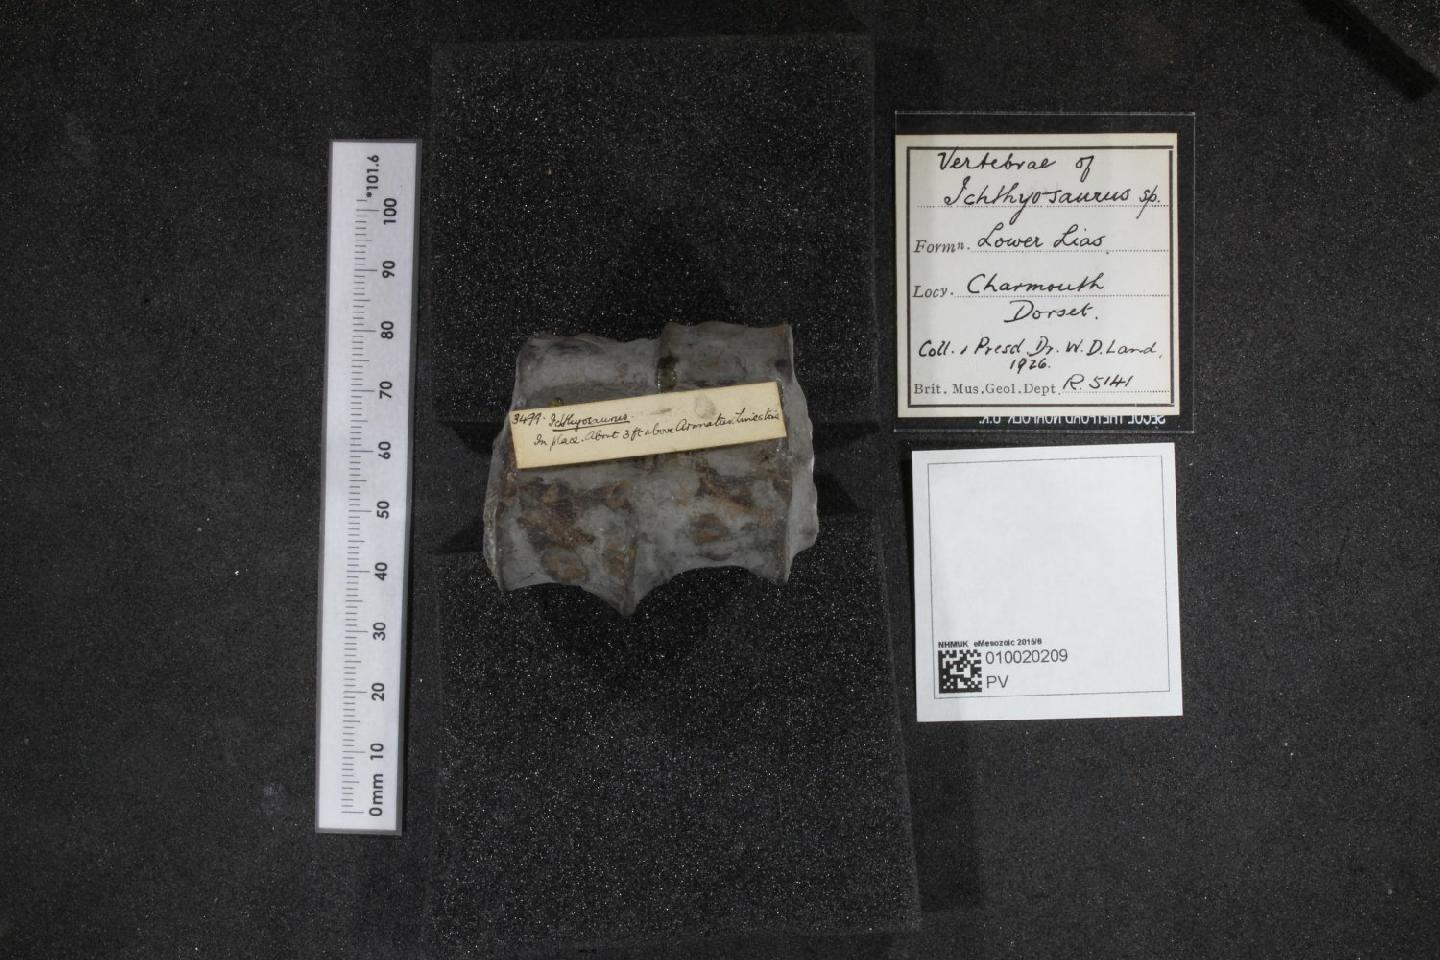 *101.6
100
90
80
70
60
50
40
30
20
10
0mm
3499. Ichthyosaurus.
In place. About 3ft above Armatus Limestone
Vertebrae of
Ichthyosaurus sp.
Formn. Lower Lias.
Locy. Charmouth
Dorset.
Coll. & Presd. Dr. W. D. Land,
1926.
Brit. Mus. Geol. Dept. R. 5141
NHMUK eMesozoic 2015/6
010020209
PV